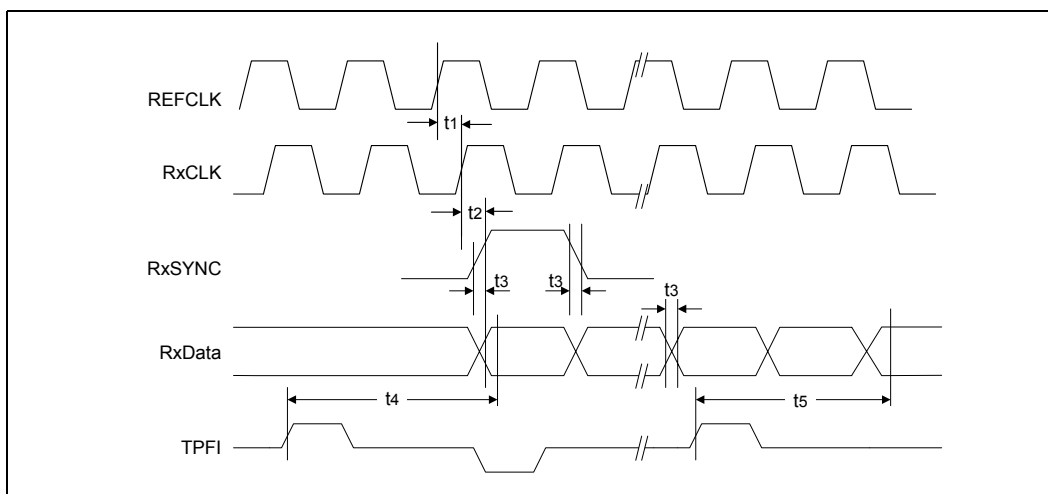 REFCLK
t1
RxCLK
t2
RxSYNC
t3
t3
t3
RxData
t4
t5
TPFI